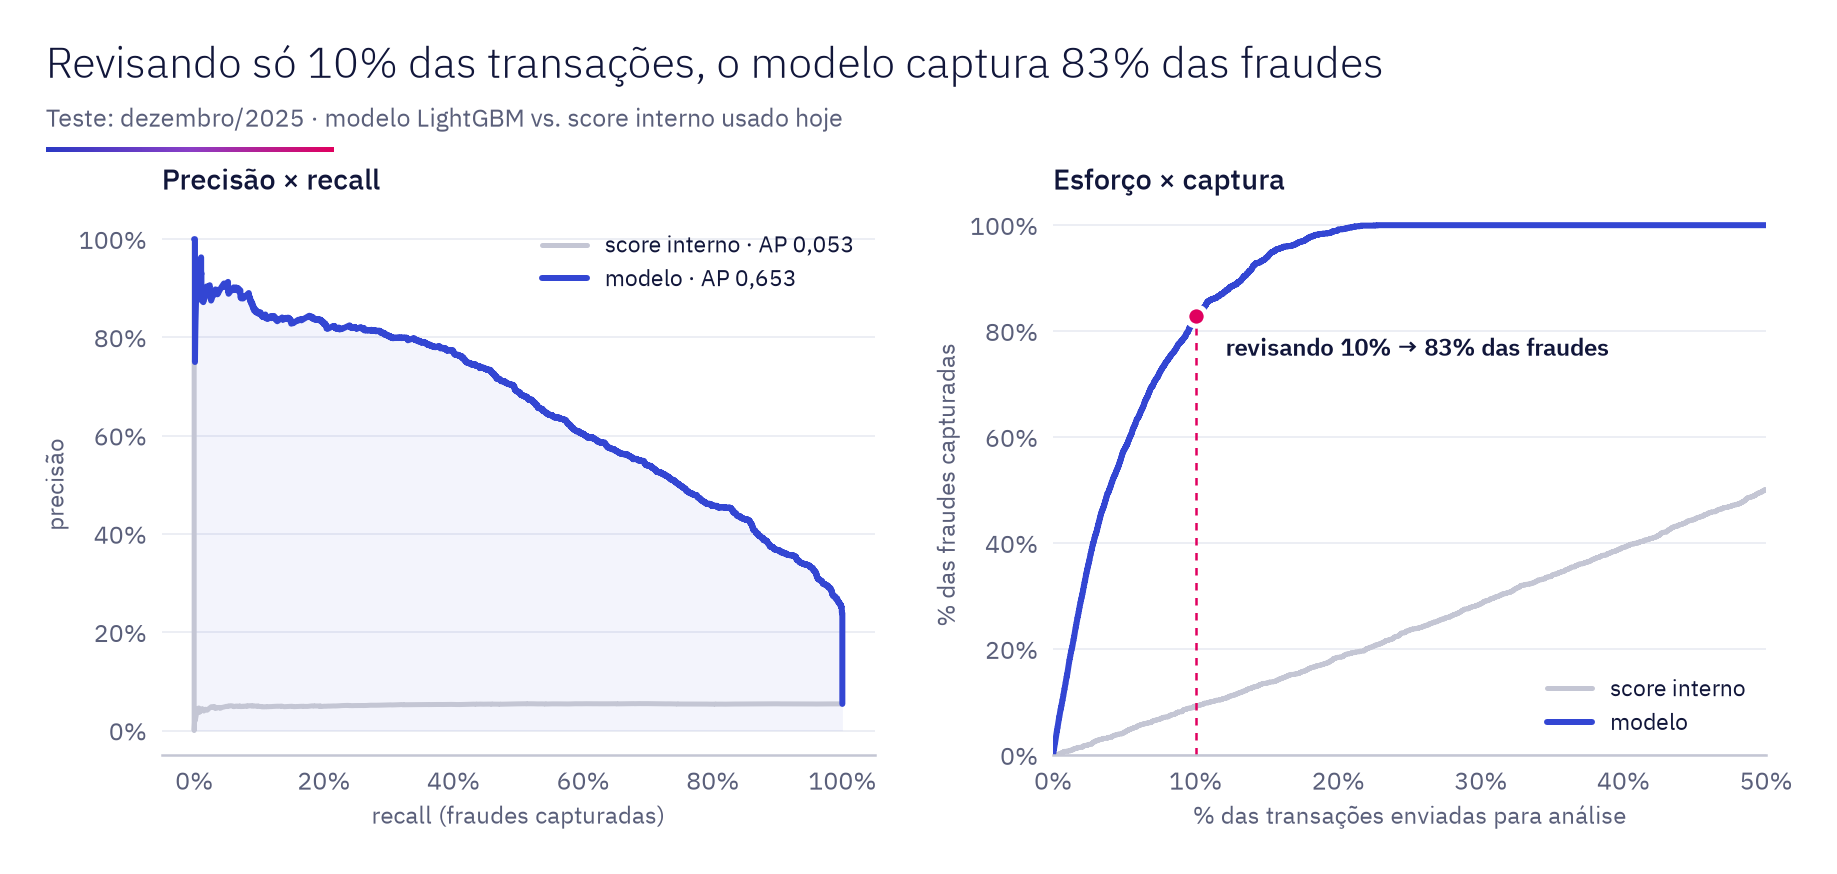 Revisando só 10% das transações, o modelo captura 83% das fraudes
Teste: dezembro/2025 · modelo LightGBM vs. score interno usado hoje
Precisão × recall
100%
80%
60%
40%
20%
0%
precisão
score interno · AP 0,053
modelo · AP 0,653
0% 20% 40% 60% 80% 100%
recall (fraudes capturadas)
Esforço × captura
100%
80%
60%
40%
20%
0%
% das fraudes capturadas
revisando 10% → 83% das fraudes
score interno
modelo
0% 10% 20% 30% 40% 50%
% das transações enviadas para análise